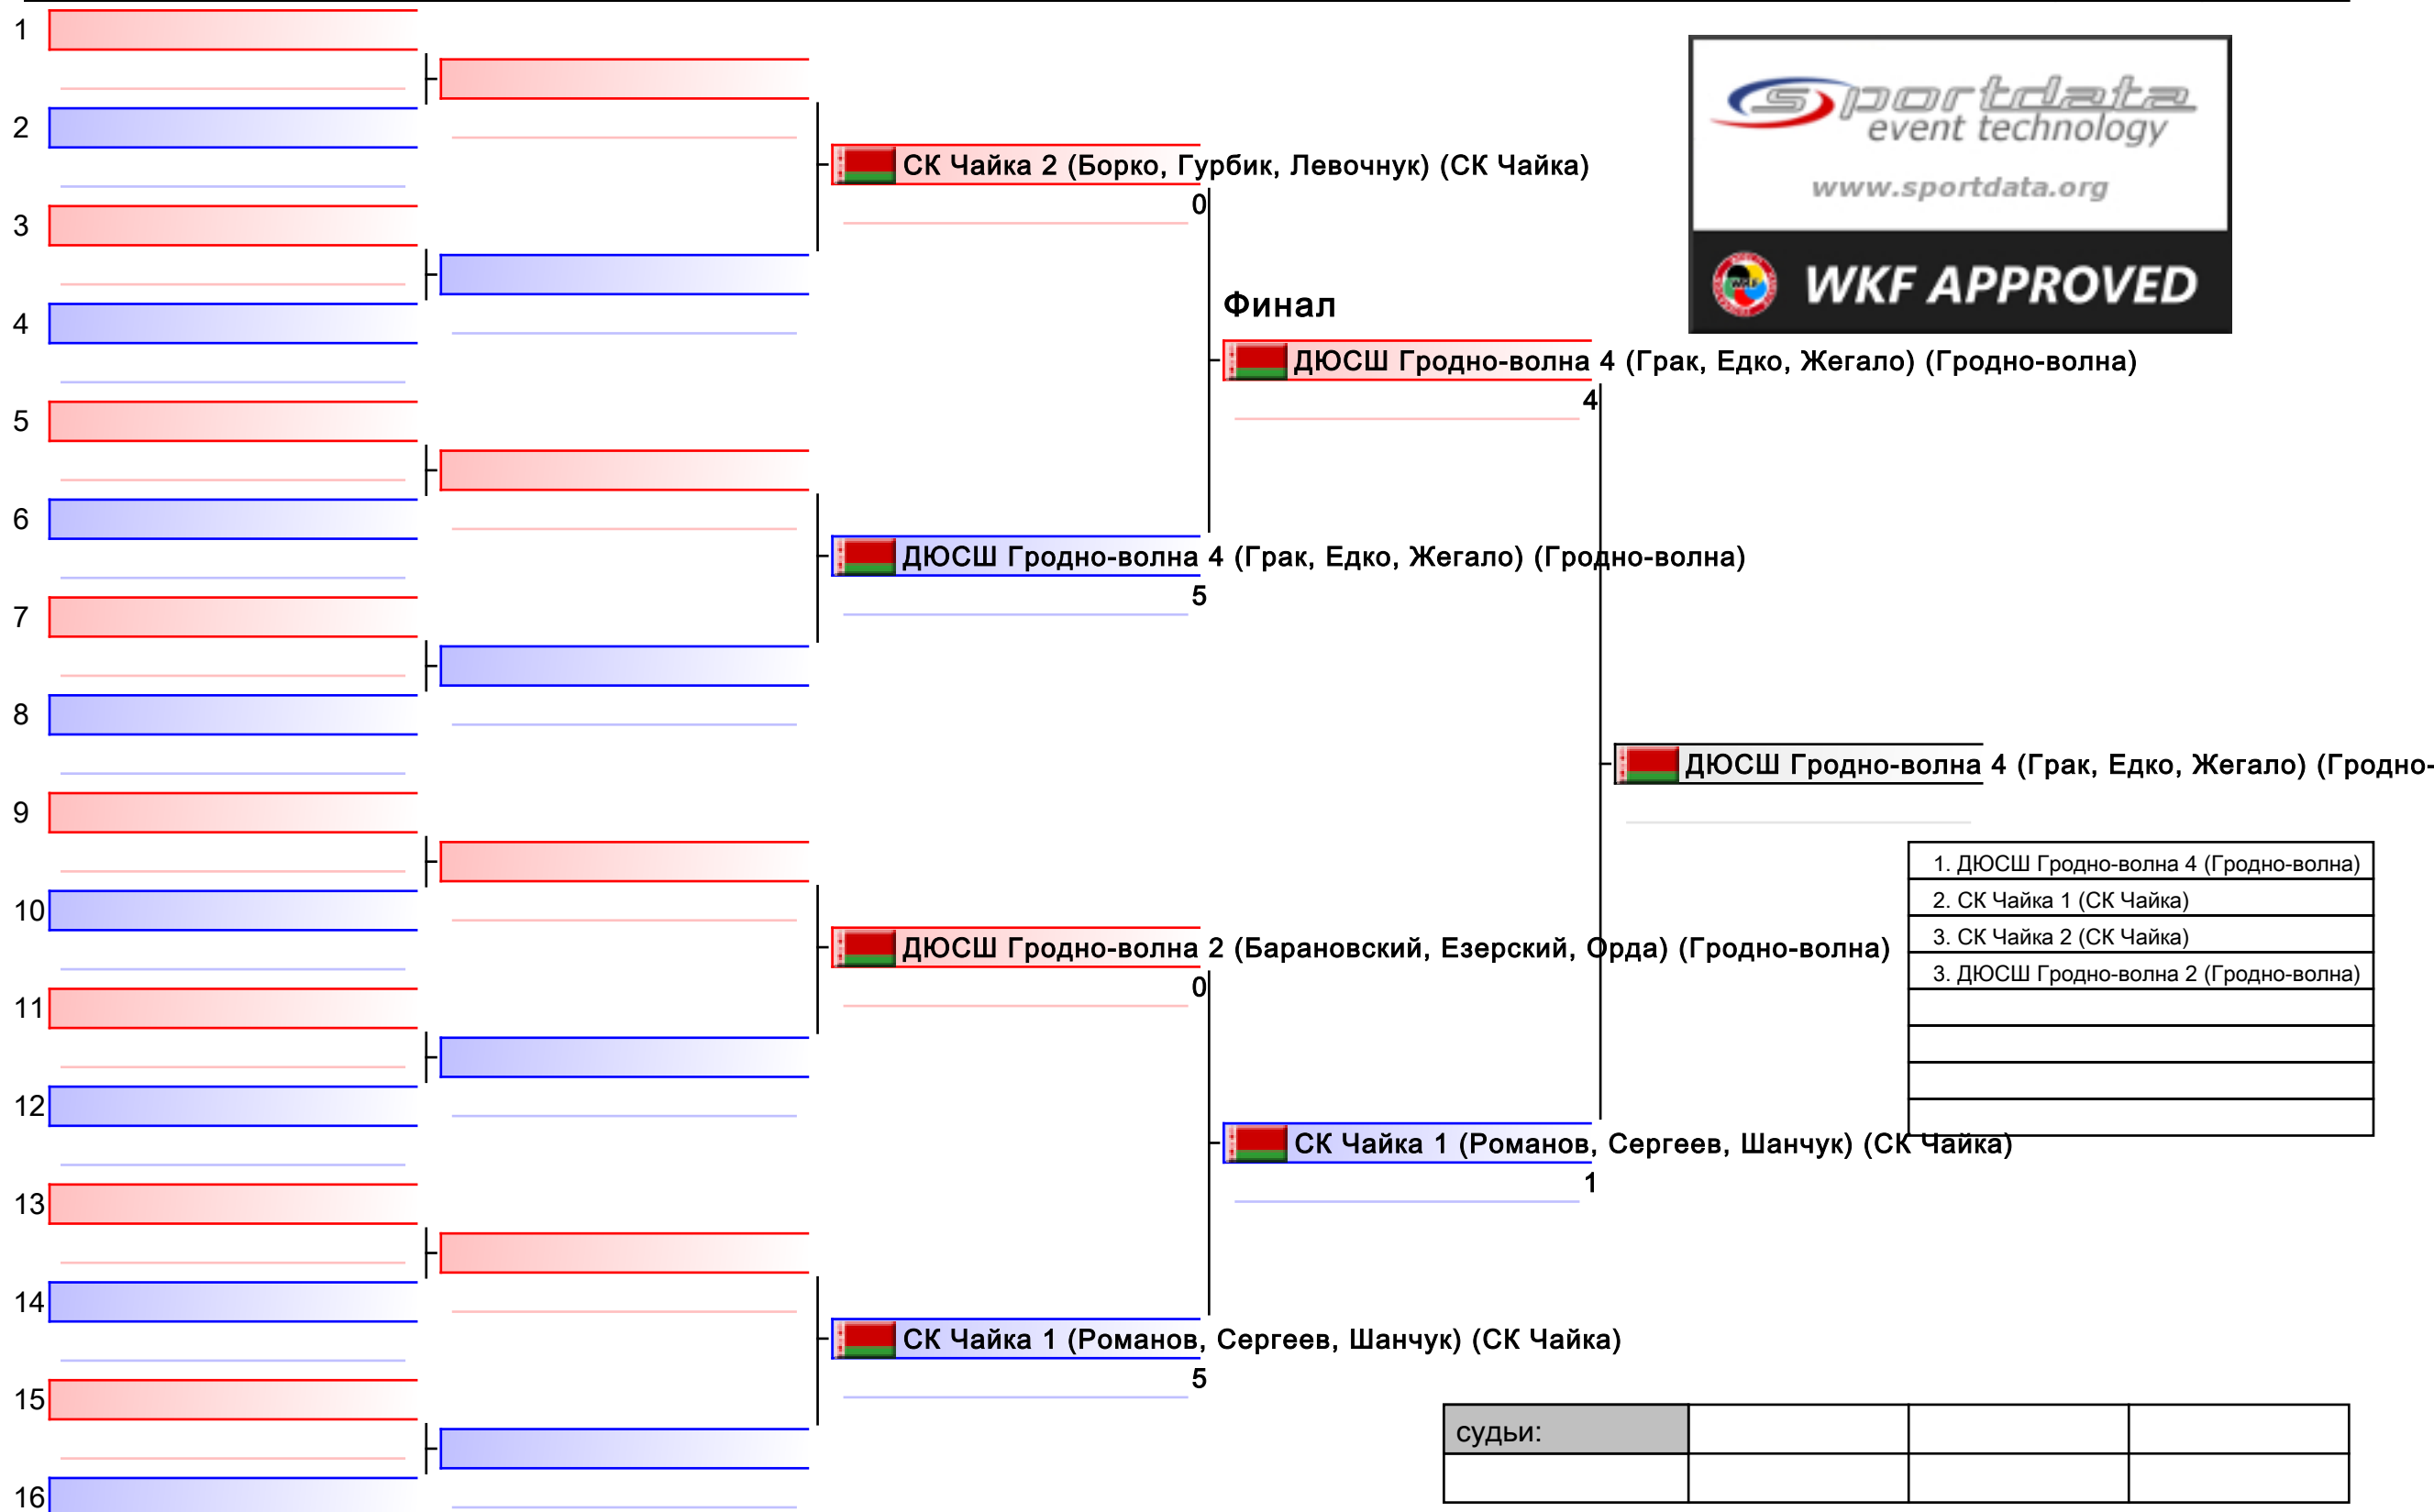 1
2
3
4
5
6
7
8
9
10
11
12
13
14
15
16
СК Чайка 2 (Борко, Гурбик, Левочнук) (СК Чайка)
0
ДЮСШ Гродно-волна 4 (Грак, Едко, Жегало) (Гродно-волна)
5
ДЮСШ Гродно-волна 2 (Барановский, Езерский, Орда) (Гродно-волна)
0
СК Чайка 1 (Романов, Сергеев, Шанчук) (СК Чайка)
5
Финал
ДЮСШ Гродно-волна 4 (Грак, Едко, Жегало) (Гродно-волна)
4
СК Чайка 1 (Романов, Сергеев, Шанчук) (СК Чайка)
1
ДЮСШ Гродно-волна 4 (Грак, Едко, Жегало) (Гродно-
sportdata
event technology
www.sportdata.org
WKF
WKF APPROVED
1. ДЮСШ Гродно-волна 4 (Гродно-волна)
2. СК Чайка 1 (СК Чайка)
3. СК Чайка 2 (СК Чайка)
3. ДЮСШ Гродно-волна 2 (Гродно-волна)
судьи: